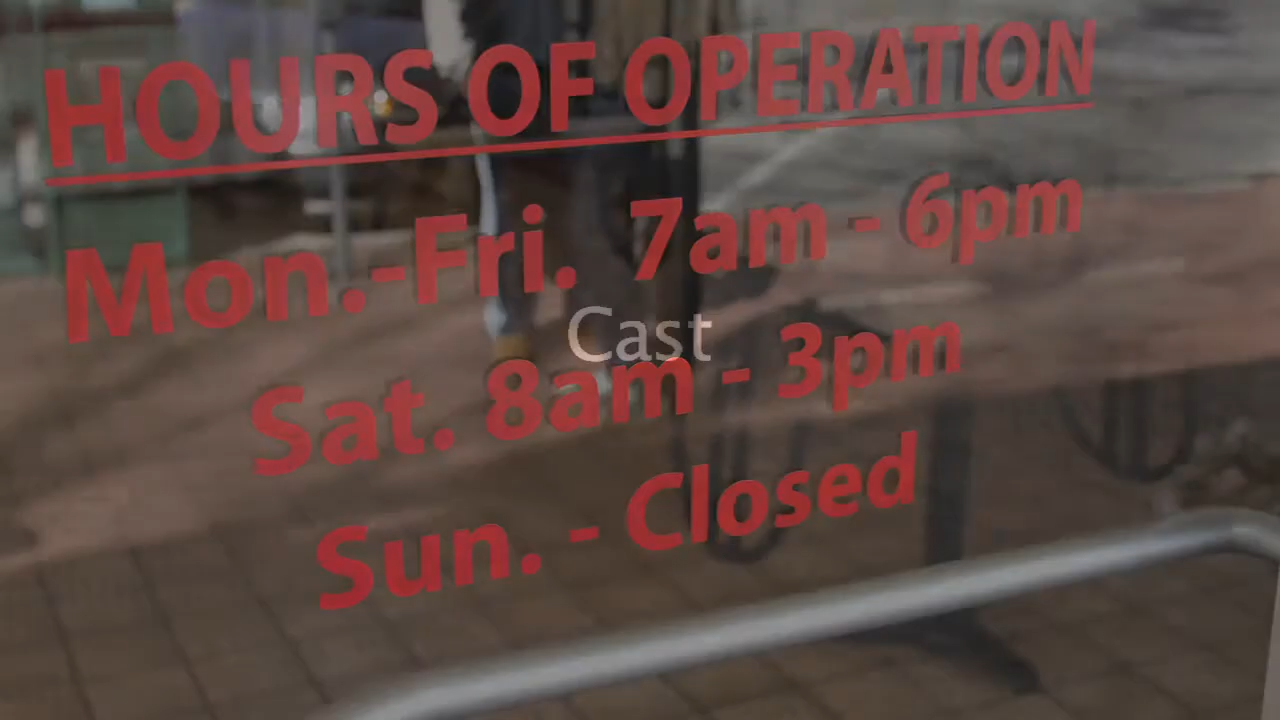 HOURS OF OPERATION
Mon.-Fri. 7am - 6pm
Cast
Sat. 8am - 3pm
Sun. - Closed